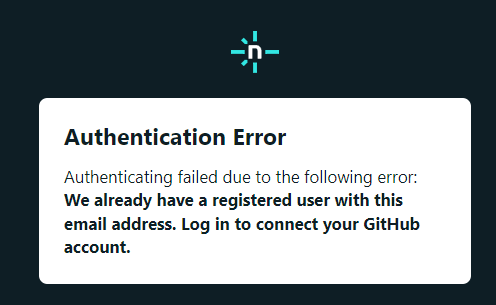 n
Authentication Error
Authenticating failed due to the following error:
We already have a registered user with this
email address. Log in to connect your GitHub
account.